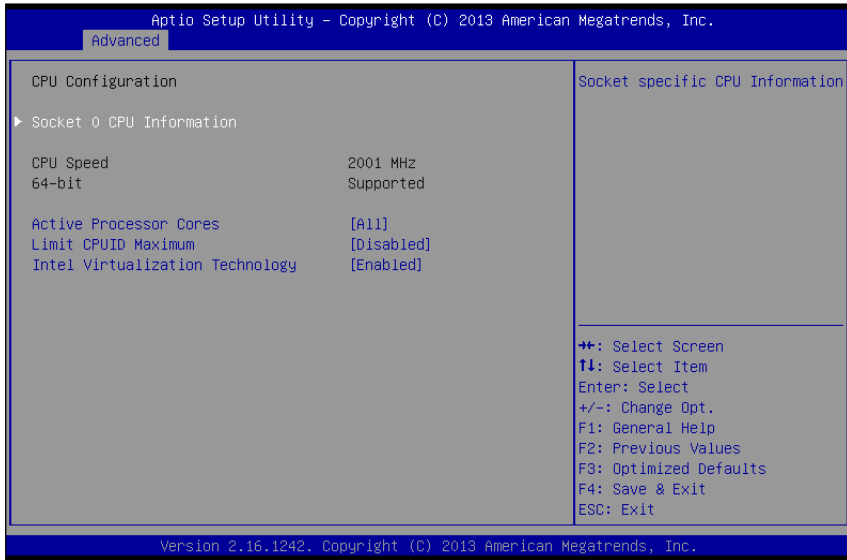 Aptio Setup Utility – Copyright (C) 2013 American Megatrends, Inc.
Advanced
CPU Configuration
Socket 0 CPU Information
CPU Speed 2001 MHz
64-bit Supported
Active Processor Cores [All]
Limit CPUID Maximum [Disabled]
Intel Virtualization Technology [Enabled]
Socket specific CPU Information
→←: Select Screen
↑↓: Select Item
Enter: Select
+/-: Change Opt.
F1: General Help
F2: Previous Values
F3: Optimized Defaults
F4: Save & Exit
ESC: Exit
Version 2.16.1242. Copyright (C) 2013 American Megatrends, Inc.